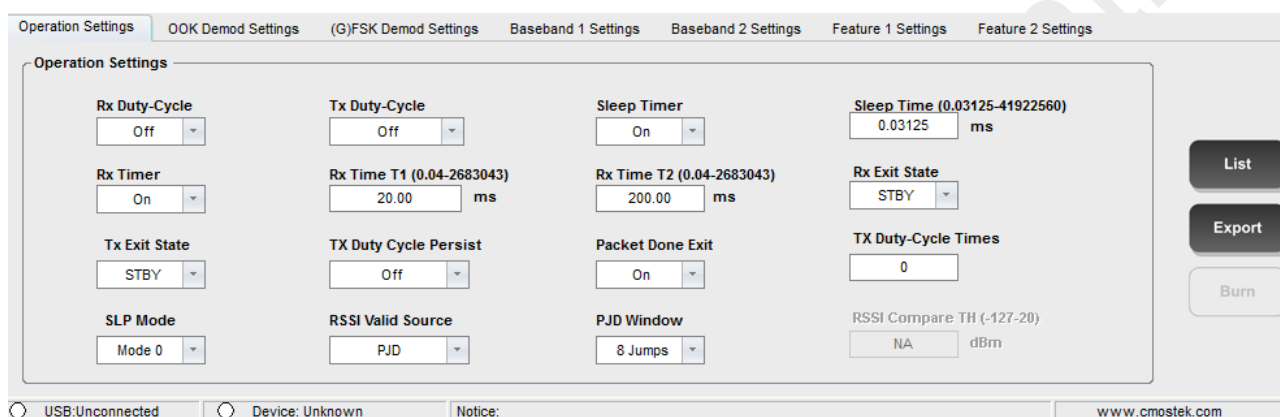 Operation Settings OOK Demod Settings (G)FSK Demod Settings Baseband 1 Settings Baseband 2 Settings Feature 1 Settings Feature 2 Settings
Operation Settings
Rx Duty-Cycle Tx Duty-Cycle Sleep Timer Sleep Time (0.03125-41922560)
Off Off On 0.03125 ms
Rx Timer Rx Time T1 (0.04-2683043) Rx Time T2 (0.04-2683043) Rx Exit State
On 20.00 ms 200.00 ms STBY
Tx Exit State TX Duty Cycle Persist Packet Done Exit TX Duty-Cycle Times
STBY Off On 0
SLP Mode RSSI Valid Source PJD Window RSSI Compare TH (-127-20)
Mode 0 PJD 8 Jumps NA dBm
List
Export
Burn
USB:Unconnected Device: Unknown Notice: www.cmostek.com